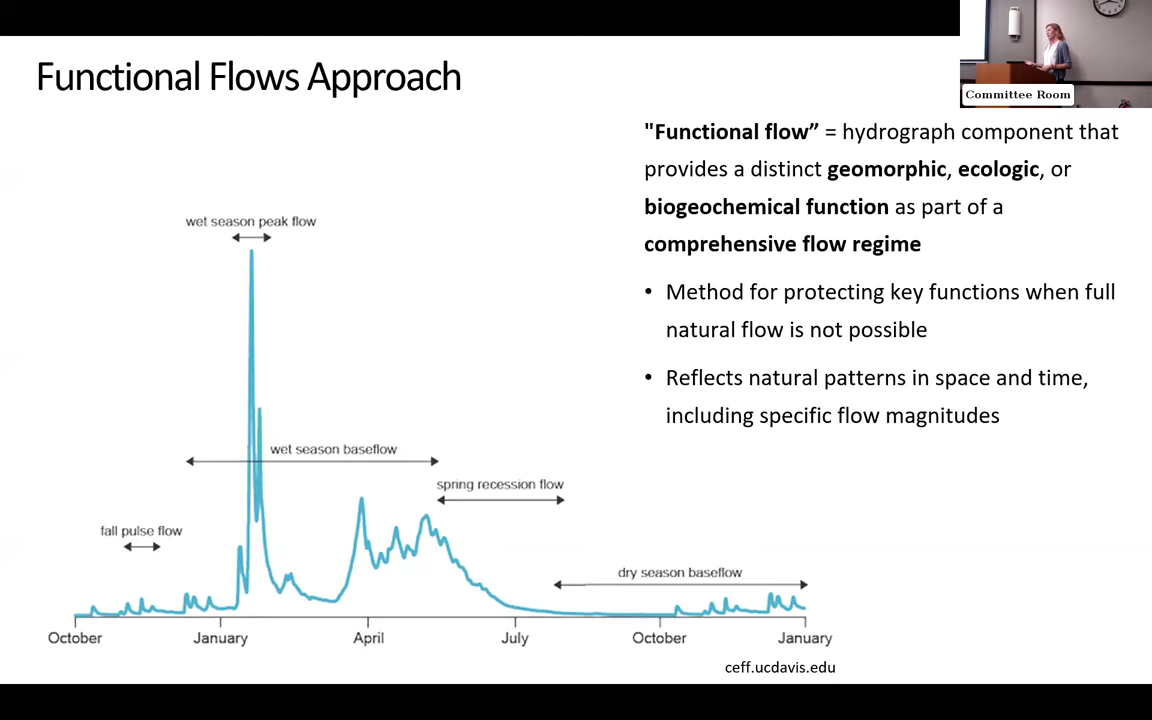 Functional Flows Approach
Committee Room
"Functional flow” = hydrograph component that
provides a distinct geomorphic, ecologic, or
biogeochemical function as part of a
comprehensive flow regime
• Method for protecting key functions when full
natural flow is not possible
• Reflects natural patterns in space and time,
including specific flow magnitudes
wet season peak flow
wet season baseflow
spring recession flow
fall pulse flow
dry season baseflow
October January April July October January
ceff.ucdavis.edu